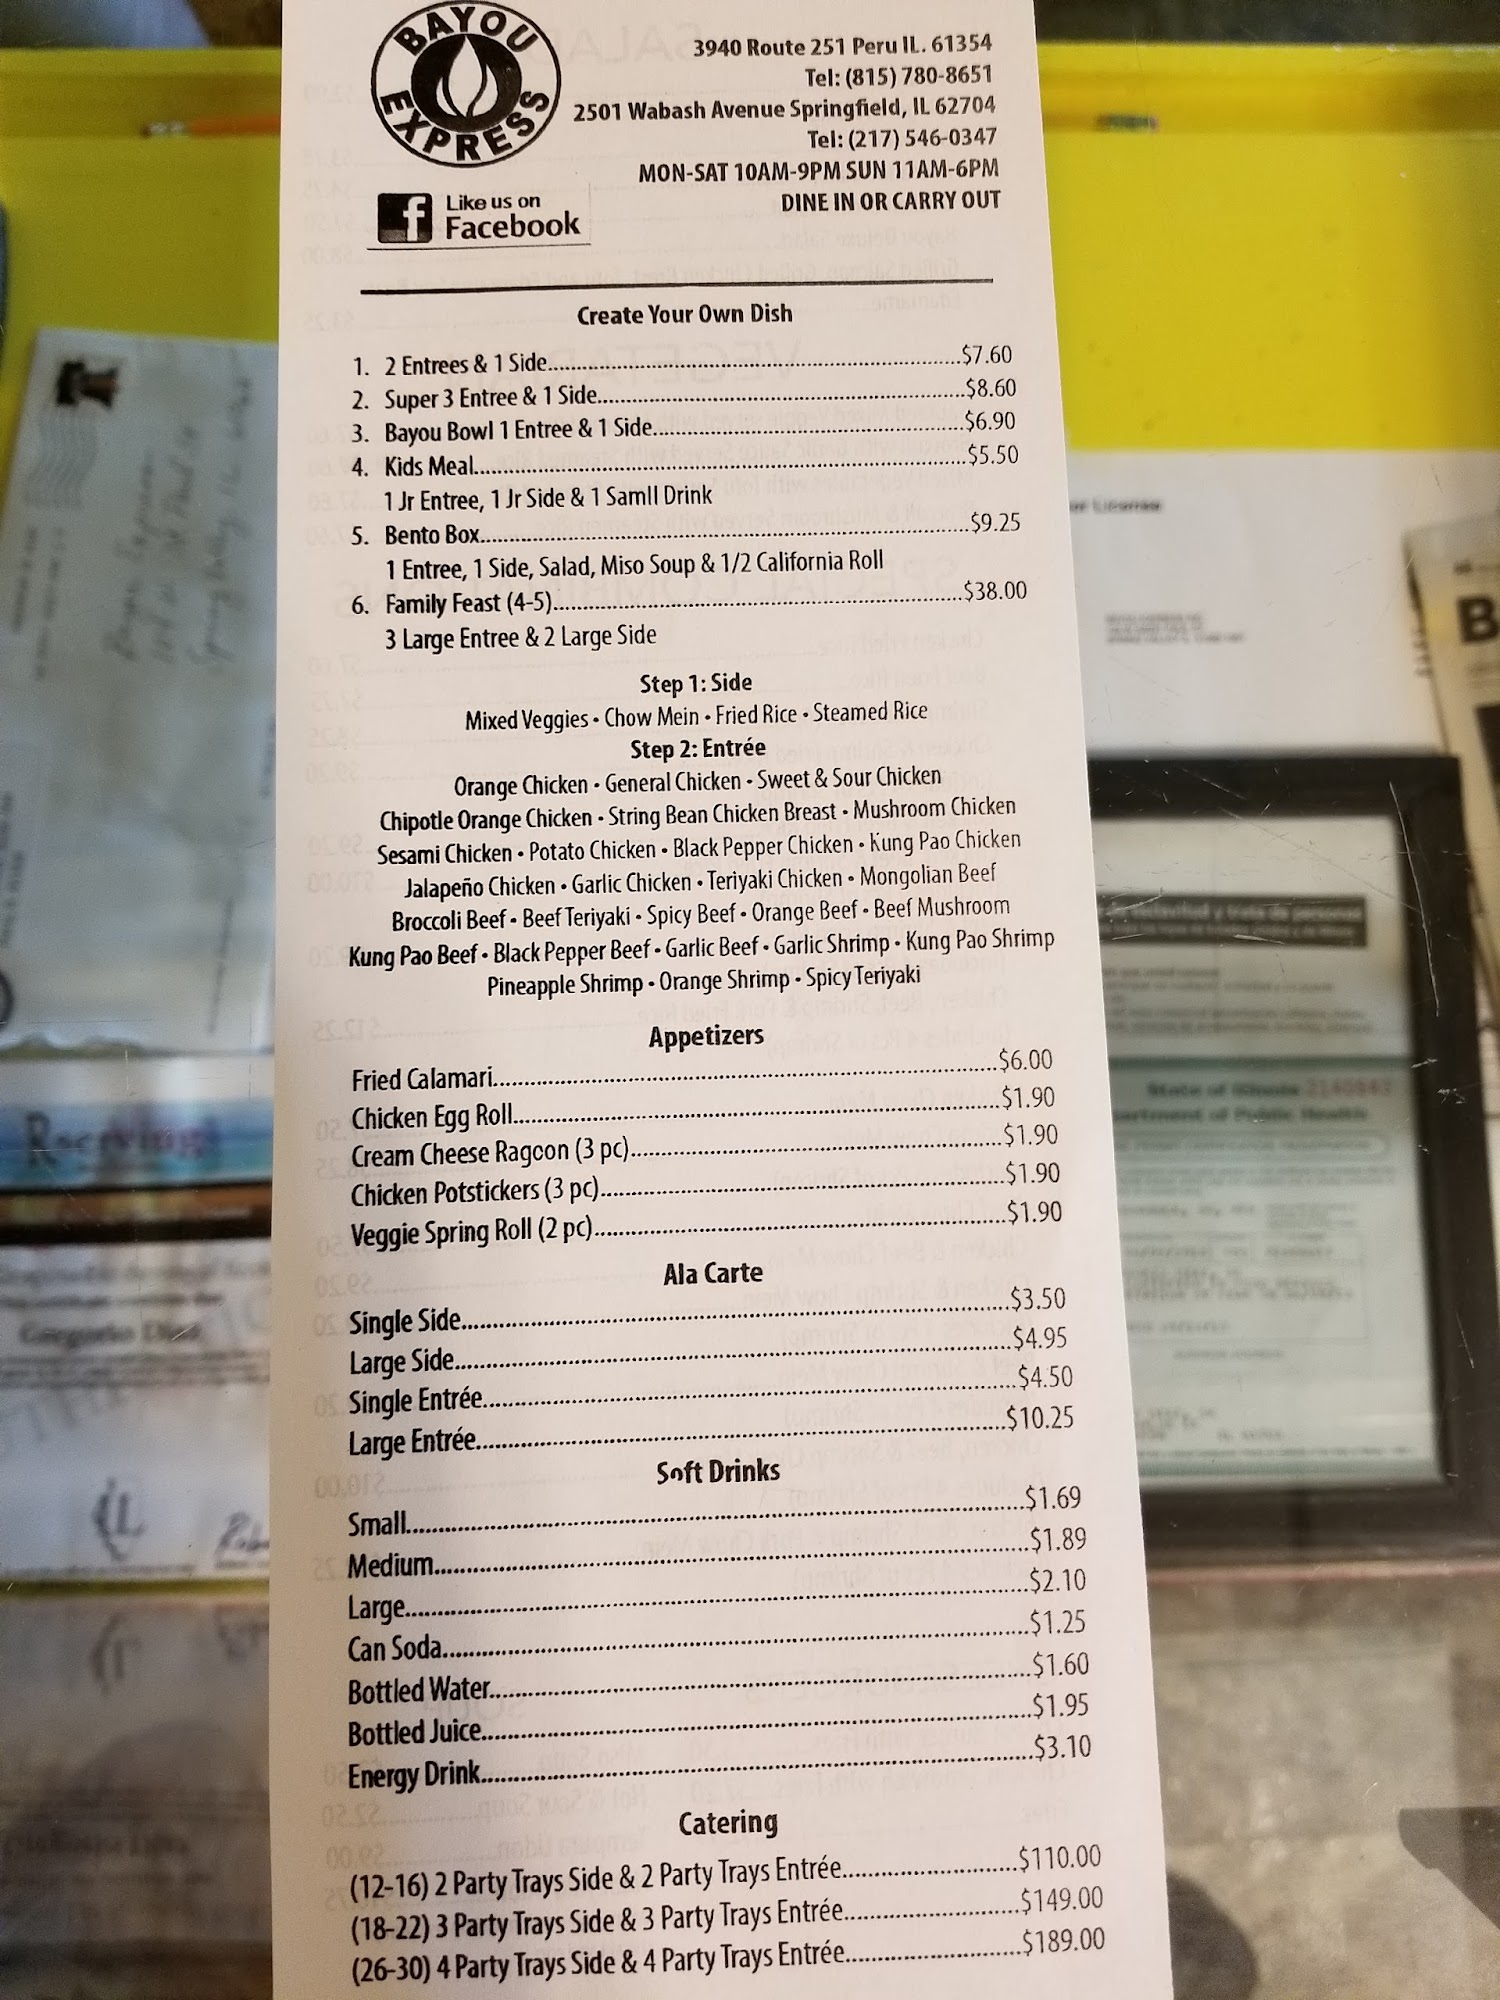 BAYOU
EXPRESS
3940 Route 251 Peru IL. 61354
Tel: (815) 780-8651
2501 Wabash Avenue Springfield, IL 62704
Tel: (217) 546-0347
MON-SAT 10AM-9PM SUN 11AM-6PM
DINE IN OR CARRY OUT
f Like us on
Facebook
Create Your Own Dish
1. 2 Entrees & 1 Side..........$7.60
2. Super 3 Entree & 1 Side..........$8.60
3. Bayou Bowl 1 Entree & 1 Side..........$6.90
4. Kids Meal..........$5.50
1 Jr Entree, 1 Jr Side & 1 Samll Drink
5. Bento Box..........$9.25
1 Entree, 1 Side, Salad, Miso Soup & 1/2 California Roll
6. Family Feast (4-5)..........$38.00
3 Large Entree & 2 Large Side
Step 1: Side
Mixed Veggies • Chow Mein • Fried Rice • Steamed Rice
Step 2: Entrée
Orange Chicken • General Chicken • Sweet & Sour Chicken
Chipotle Orange Chicken • String Bean Chicken Breast • Mushroom Chicken
Sesami Chicken • Potato Chicken • Black Pepper Chicken • Kung Pao Chicken
Jalapeño Chicken • Garlic Chicken • Teriyaki Chicken • Mongolian Beef
Broccoli Beef • Beef Teriyaki • Spicy Beef • Orange Beef • Beef Mushroom
Kung Pao Beef • Black Pepper Beef • Garlic Beef • Garlic Shrimp • Kung Pao Shrimp
Pineapple Shrimp • Orange Shrimp • Spicy Teriyaki
Appetizers
Fried Calamari..........$6.00
Chicken Egg Roll..........$1.90
Cream Cheese Ragoon (3 pc)..........$1.90
Chicken Potstickers (3 pc)..........$1.90
Veggie Spring Roll (2 pc)..........$1.90
Ala Carte
Single Side..........$3.50
Large Side..........$4.95
Single Entrée..........$4.50
Large Entrée..........$10.25
Soft Drinks
Small..........$1.69
Medium..........$1.89
Large..........$2.10
Can Soda..........$1.25
Bottled Water..........$1.60
Bottled Juice..........$1.95
Energy Drink..........$3.10
Catering
(12-16) 2 Party Trays Side & 2 Party Trays Entrée..........$110.00
(18-22) 3 Party Trays Side & 3 Party Trays Entrée..........$149.00
(26-30) 4 Party Trays Side & 4 Party Trays Entrée..........$189.00
State of Illinois
of Public Health